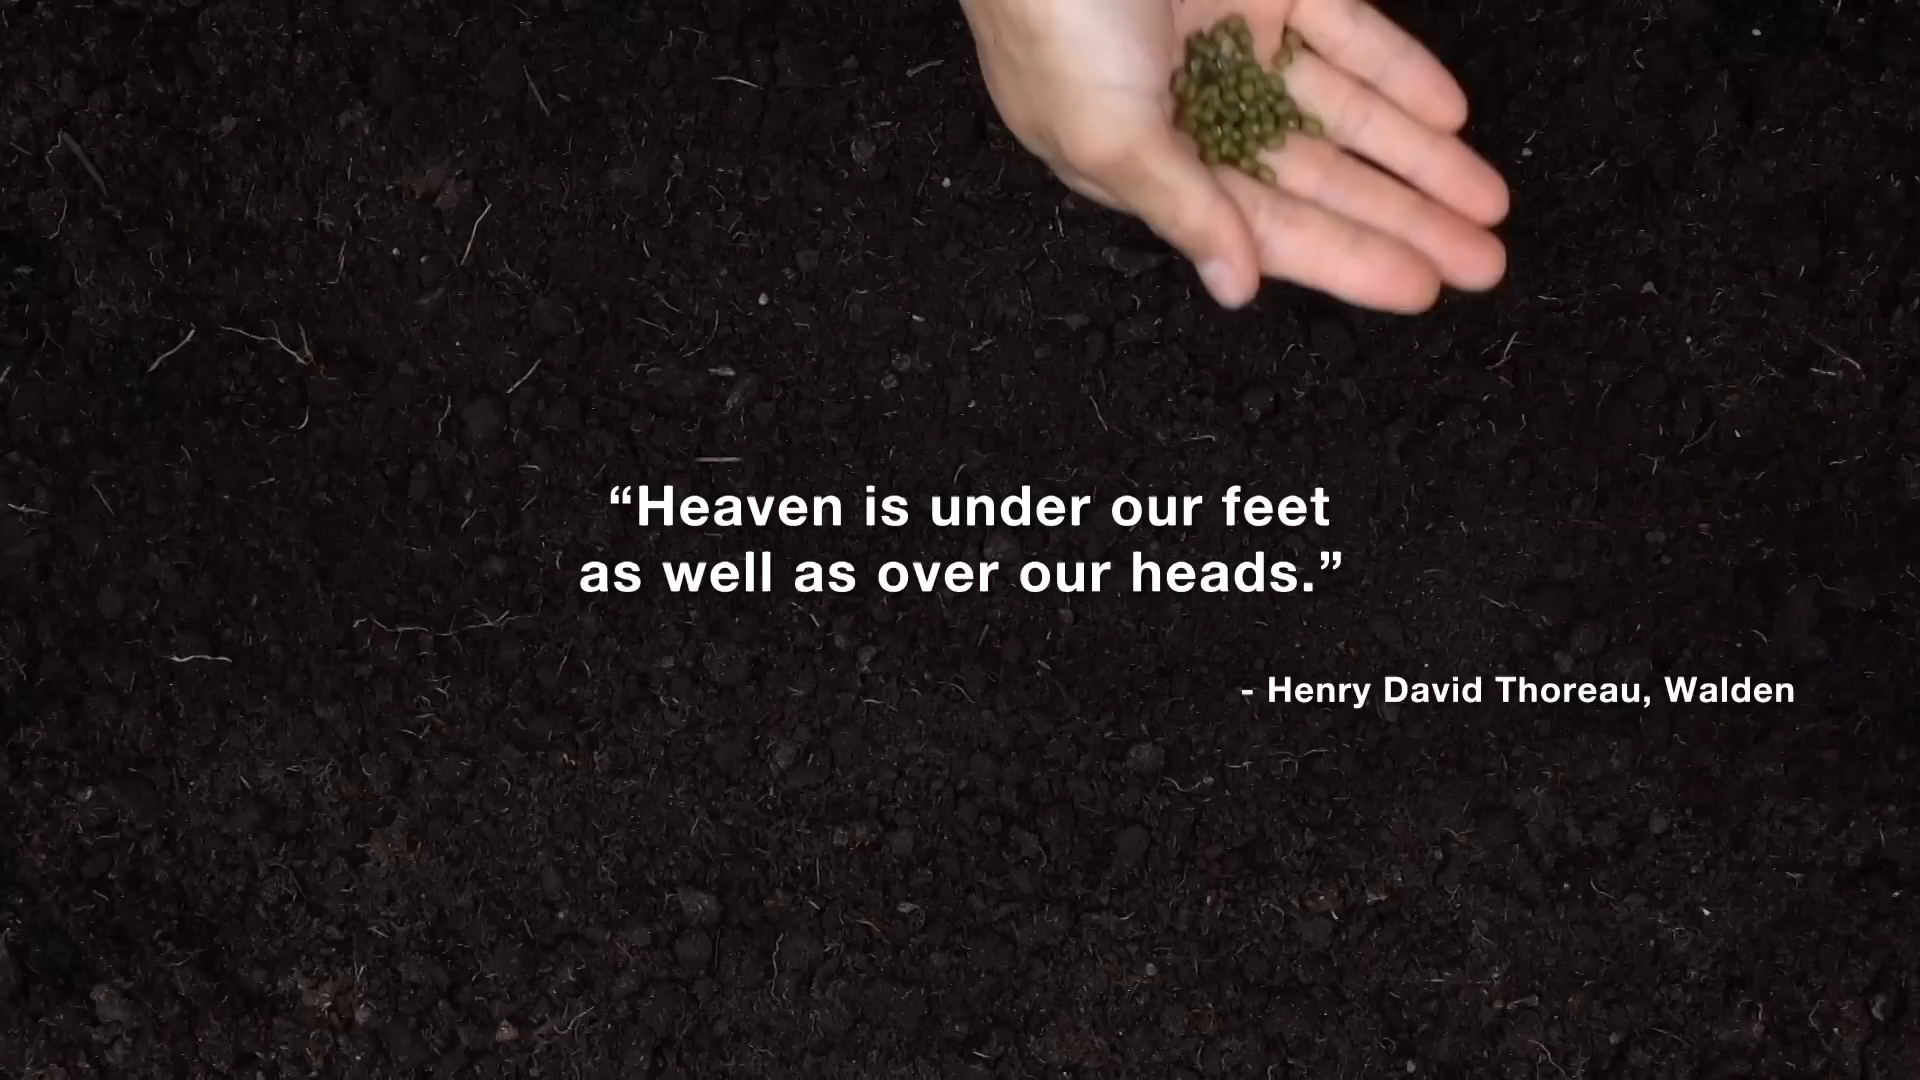 “Heaven is under our feet
as well as over our heads.”
- Henry David Thoreau, Walden